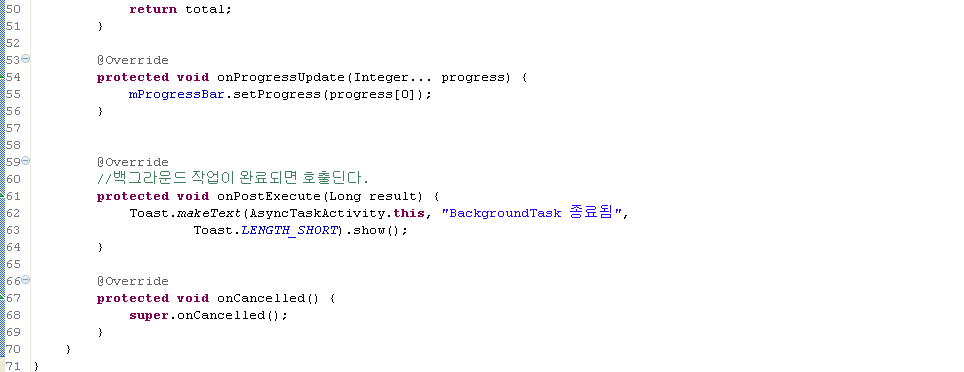 50 return total;
51 }
52
53 @Override
54 protected void onProgressUpdate(Integer... progress) {
55 mProgressBar.setProgress(progress[0]);
56 }
57
58
59 @Override
60 //백그라운드 작업이 완료되면 호출딘다.
61 protected void onPostExecute(Long result) {
62 Toast.makeText(AsyncTaskActivity.this, "BackgroundTask 종료됨",
63 Toast.LENGTH_SHORT).show();
64 }
65
66 @Override
67 protected void onCancelled() {
68 super.onCancelled();
69 }
70 }
71 }